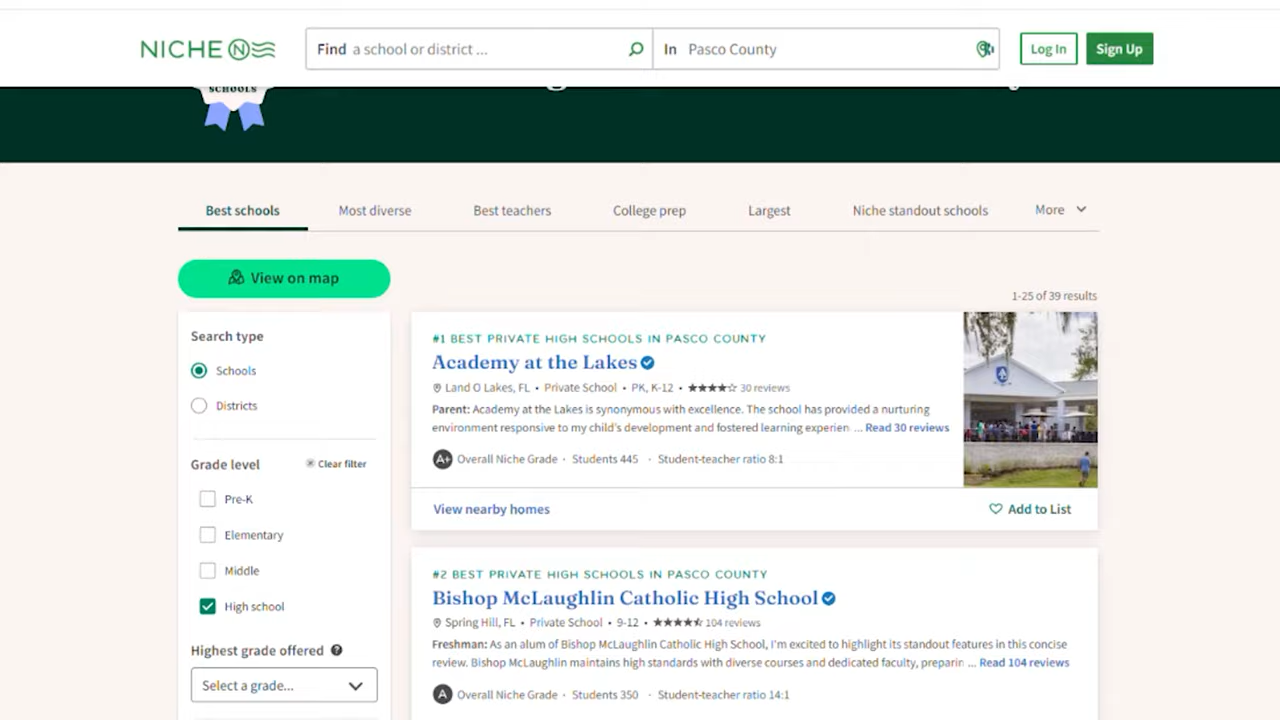 NICHE N
Find a school or district ...
In Pasco County
Log In
Sign Up
SCHOOLS
Best schools
Most diverse
Best teachers
College prep
Largest
Niche standout schools
More
View on map
1-25 of 39 results
Search type
Schools
Districts
Grade level
Clear filter
Pre-K
Elementary
Middle
High school
Highest grade offered ?
Select a grade...
#1 BEST PRIVATE HIGH SCHOOLS IN PASCO COUNTY
Academy at the Lakes
Land O Lakes, FL • Private School • PK, K-12 • ★★★★☆ 30 reviews
Parent: Academy at the Lakes is synonymous with excellence. The school has provided a nurturing
environment responsive to my child's development and fostered learning experien ... Read 30 reviews
A+ Overall Niche Grade · Students 445 · Student-teacher ratio 8:1
View nearby homes
Add to List
#2 BEST PRIVATE HIGH SCHOOLS IN PASCO COUNTY
Bishop McLaughlin Catholic High School
Spring Hill, FL • Private School • 9-12 • 104 reviews
Freshman: As an alum of Bishop McLaughlin Catholic High School, I'm excited to highlight its standout features in this concise
review. Bishop McLaughlin maintains high standards with diverse courses and dedicated faculty, preparin ... Read 104 reviews
A Overall Niche Grade · Students 350 · Student-teacher ratio 14:1